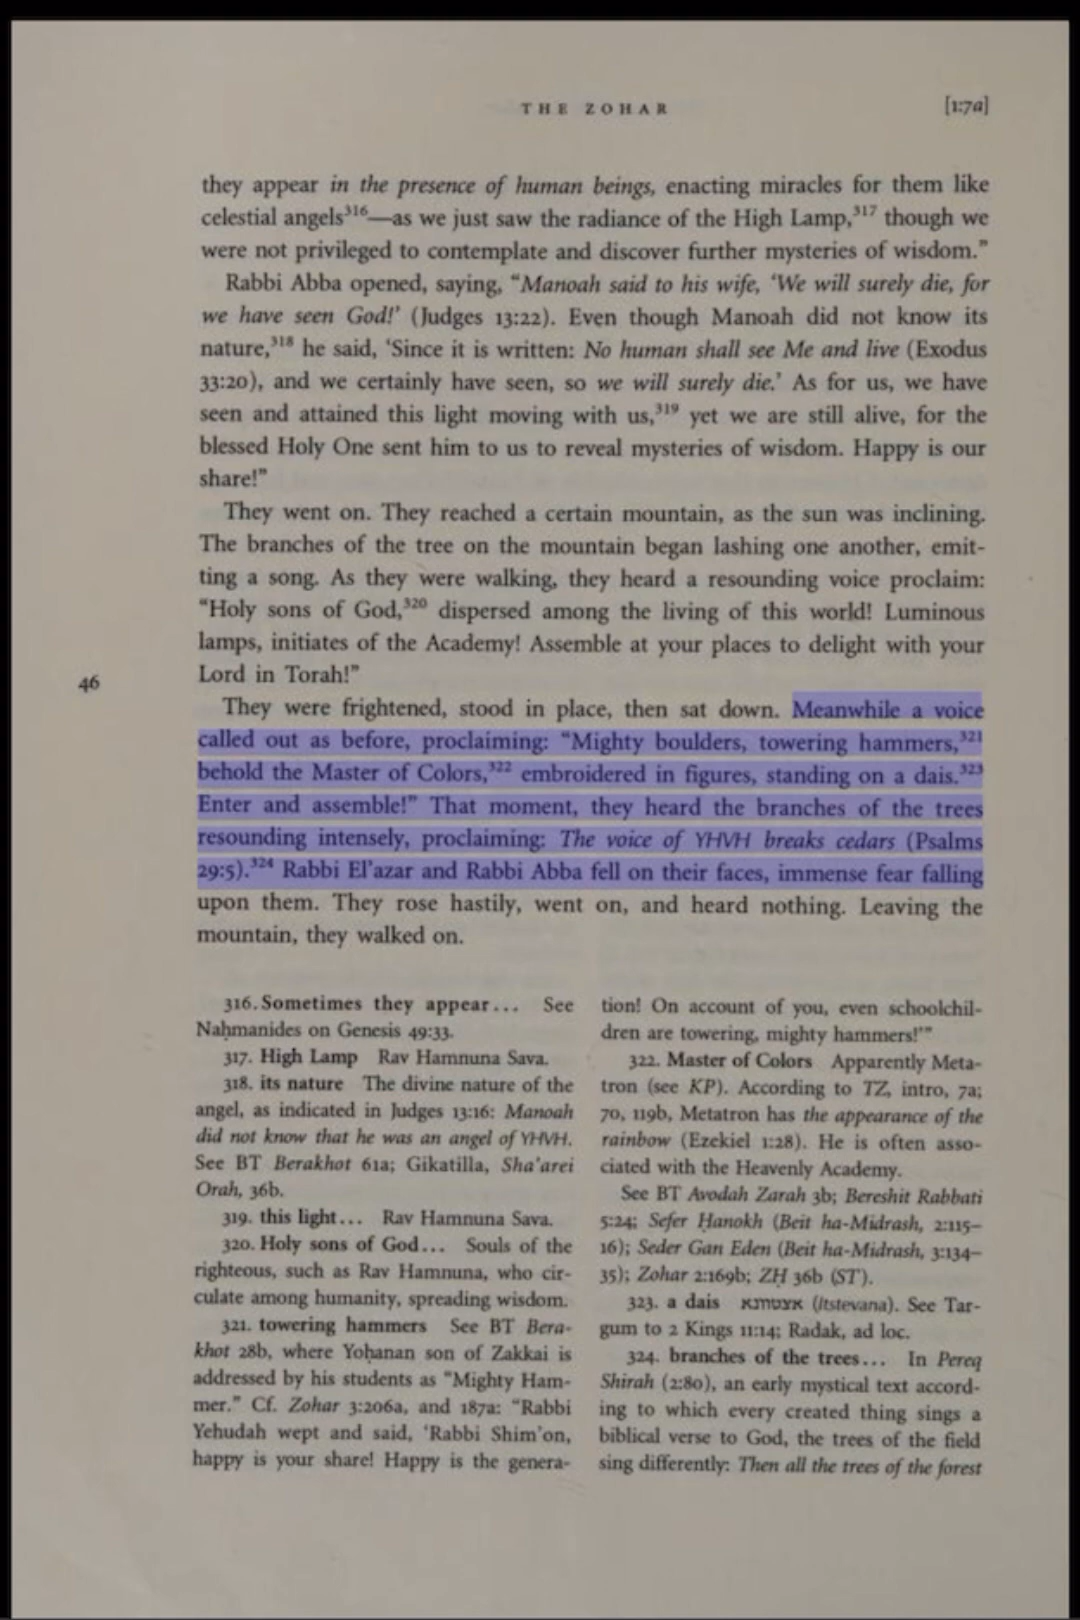 THE ZOHAR
[1:7a]
they appear in the presence of human beings, enacting miracles for them like
celestial angels³¹⁶—as we just saw the radiance of the High Lamp,³¹⁷ though we
were not privileged to contemplate and discover further mysteries of wisdom.”
Rabbi Abba opened, saying, “Manoah said to his wife, ‘We will surely die, for
we have seen God!’ (Judges 13:22). Even though Manoah did not know its
nature,³¹⁸ he said, ‘Since it is written: No human shall see Me and live (Exodus
33:20), and we certainly have seen, so we will surely die.’ As for us, we have
seen and attained this light moving with us,³¹⁹ yet we are still alive, for the
blessed Holy One sent him to us to reveal mysteries of wisdom. Happy is our
share!”
They went on. They reached a certain mountain, as the sun was inclining.
The branches of the tree on the mountain began lashing one another, emit-
ting a song. As they were walking, they heard a resounding voice proclaim:
“Holy sons of God,³²⁰ dispersed among the living of this world! Luminous
lamps, initiates of the Academy! Assemble at your places to delight with your
Lord in Torah!”
46
They were frightened, stood in place, then sat down. Meanwhile a voice
called out as before, proclaiming: “Mighty boulders, towering hammers,³²¹
behold the Master of Colors,³²² embroidered in figures, standing on a dais.³²³
Enter and assemble!” That moment, they heard the branches of the trees
resounding intensely, proclaiming: The voice of YHVH breaks cedars (Psalms
29:5).³²⁴ Rabbi El’azar and Rabbi Abba fell on their faces, immense fear falling
upon them. They rose hastily, went on, and heard nothing. Leaving the
mountain, they walked on.
316. Sometimes they appear... See
Naḥmanides on Genesis 49:33.
317. High Lamp Rav Hamnuna Sava.
318. its nature The divine nature of the
angel, as indicated in Judges 13:16: Manoah
did not know that he was an angel of YHVH.
See BT Berakhot 61a; Gikatilla, Sha’arei
Orah, 36b.
319. this light... Rav Hamnuna Sava.
320. Holy sons of God... Souls of the
righteous, such as Rav Hamnuna, who cir-
culate among humanity, spreading wisdom.
321. towering hammers See BT Bera-
khot 28b, where Yoḥanan son of Zakkai is
addressed by his students as “Mighty Ham-
mer.” Cf. Zohar 3:206a, and 187a: “Rabbi
Yehudah wept and said, ‘Rabbi Shim’on,
happy is your share! Happy is the genera-
tion! On account of you, even schoolchil-
dren are towering, mighty hammers!’”
322. Master of Colors Apparently Meta-
tron (see KP). According to TZ, intro, 7a;
70, 119b, Metatron has the appearance of the
rainbow (Ezekiel 1:28). He is often asso-
ciated with the Heavenly Academy.
See BT Avodah Zarah 3b; Bereshit Rabbati
5:24; Sefer Ḥanokh (Beit ha-Midrash, 2:115–
16); Seder Gan Eden (Beit ha-Midrash, 3:134–
35); Zohar 2:169b; ZḤ 36b (ST).
323. a dais (Itstevana). See Tar-
gum to 2 Kings 11:14; Radak, ad loc.
324. branches of the trees... In Pereq
Shirah (2:80), an early mystical text accord-
ing to which every created thing sings a
biblical verse to God, the trees of the field
sing differently: Then all the trees of the forest